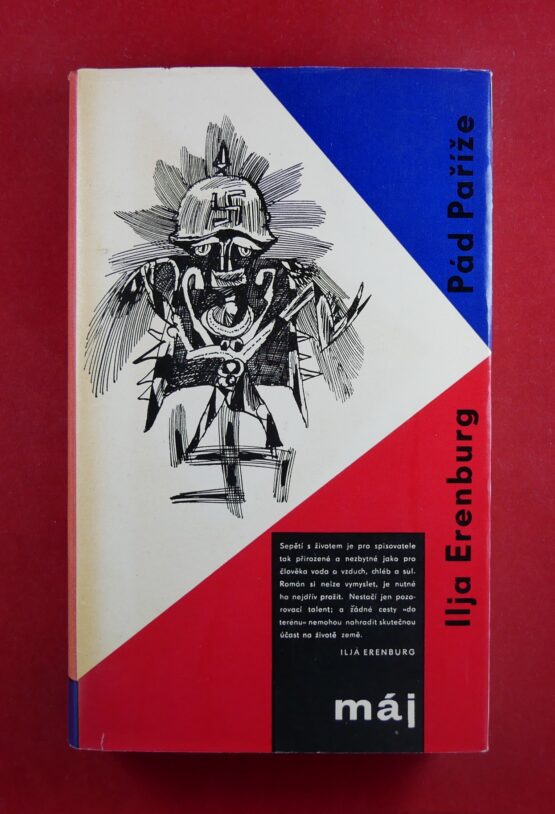 Pád Paříže
Ilja Erenburg
Sepětí s životem je pro spisovatele
tak přirozené a nezbytné jako pro
člověka voda a vzduch, chléb a sul.
Román si nelze vymyslet, je nutné
ho nejdřív prožít. Nestačí jen pozo-
rovací talent; a žádné cesty »do
terénu« nemohou nahradit skutečnou
účast na životě země.
ILJÁ ERENBURG
máj